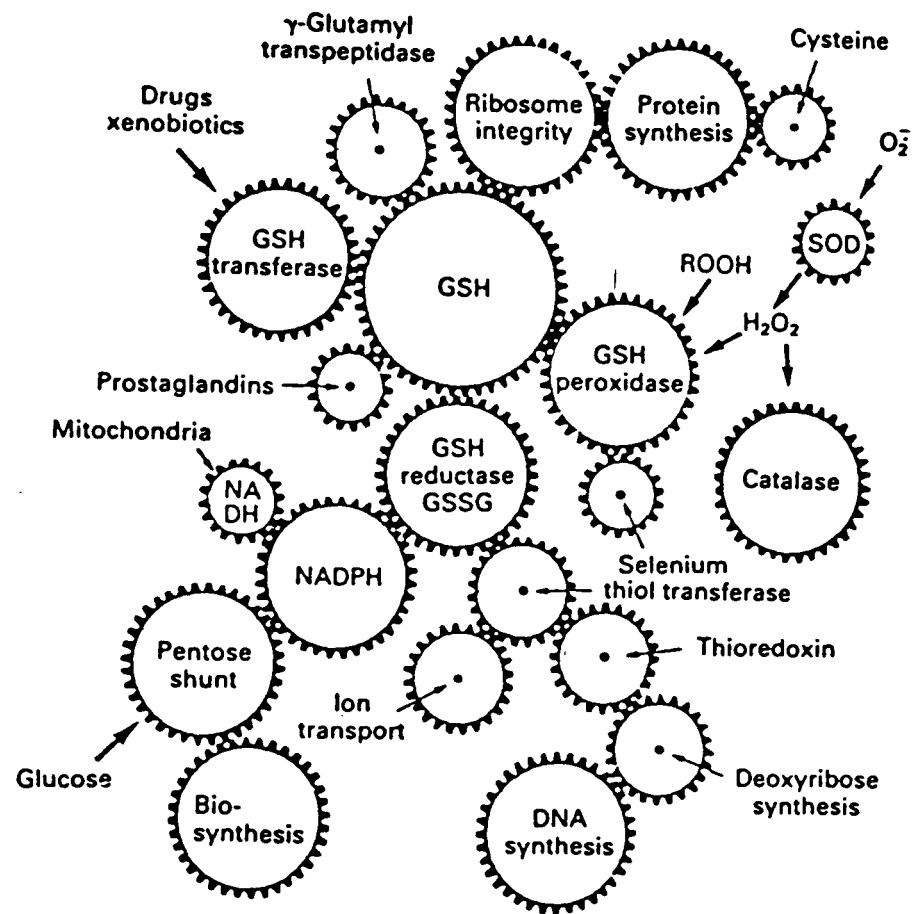 γ-Glutamyl
transpeptidase
Cysteine
Drugs
xenobiotics
Ribosome
integrity
Protein
synthesis
O₂⁻
GSH
transferase
GSH
SOD
ROOH
H₂O₂
GSH
peroxidase
Prostaglandins
Mitochondria
NA
DH
GSH
reductase
GSSG
Catalase
NADPH
Selenium
thiol transferase
Pentose
shunt
Thioredoxin
Ion
transport
Glucose
Deoxyribose
synthesis
Bio-
synthesis
DNA
synthesis